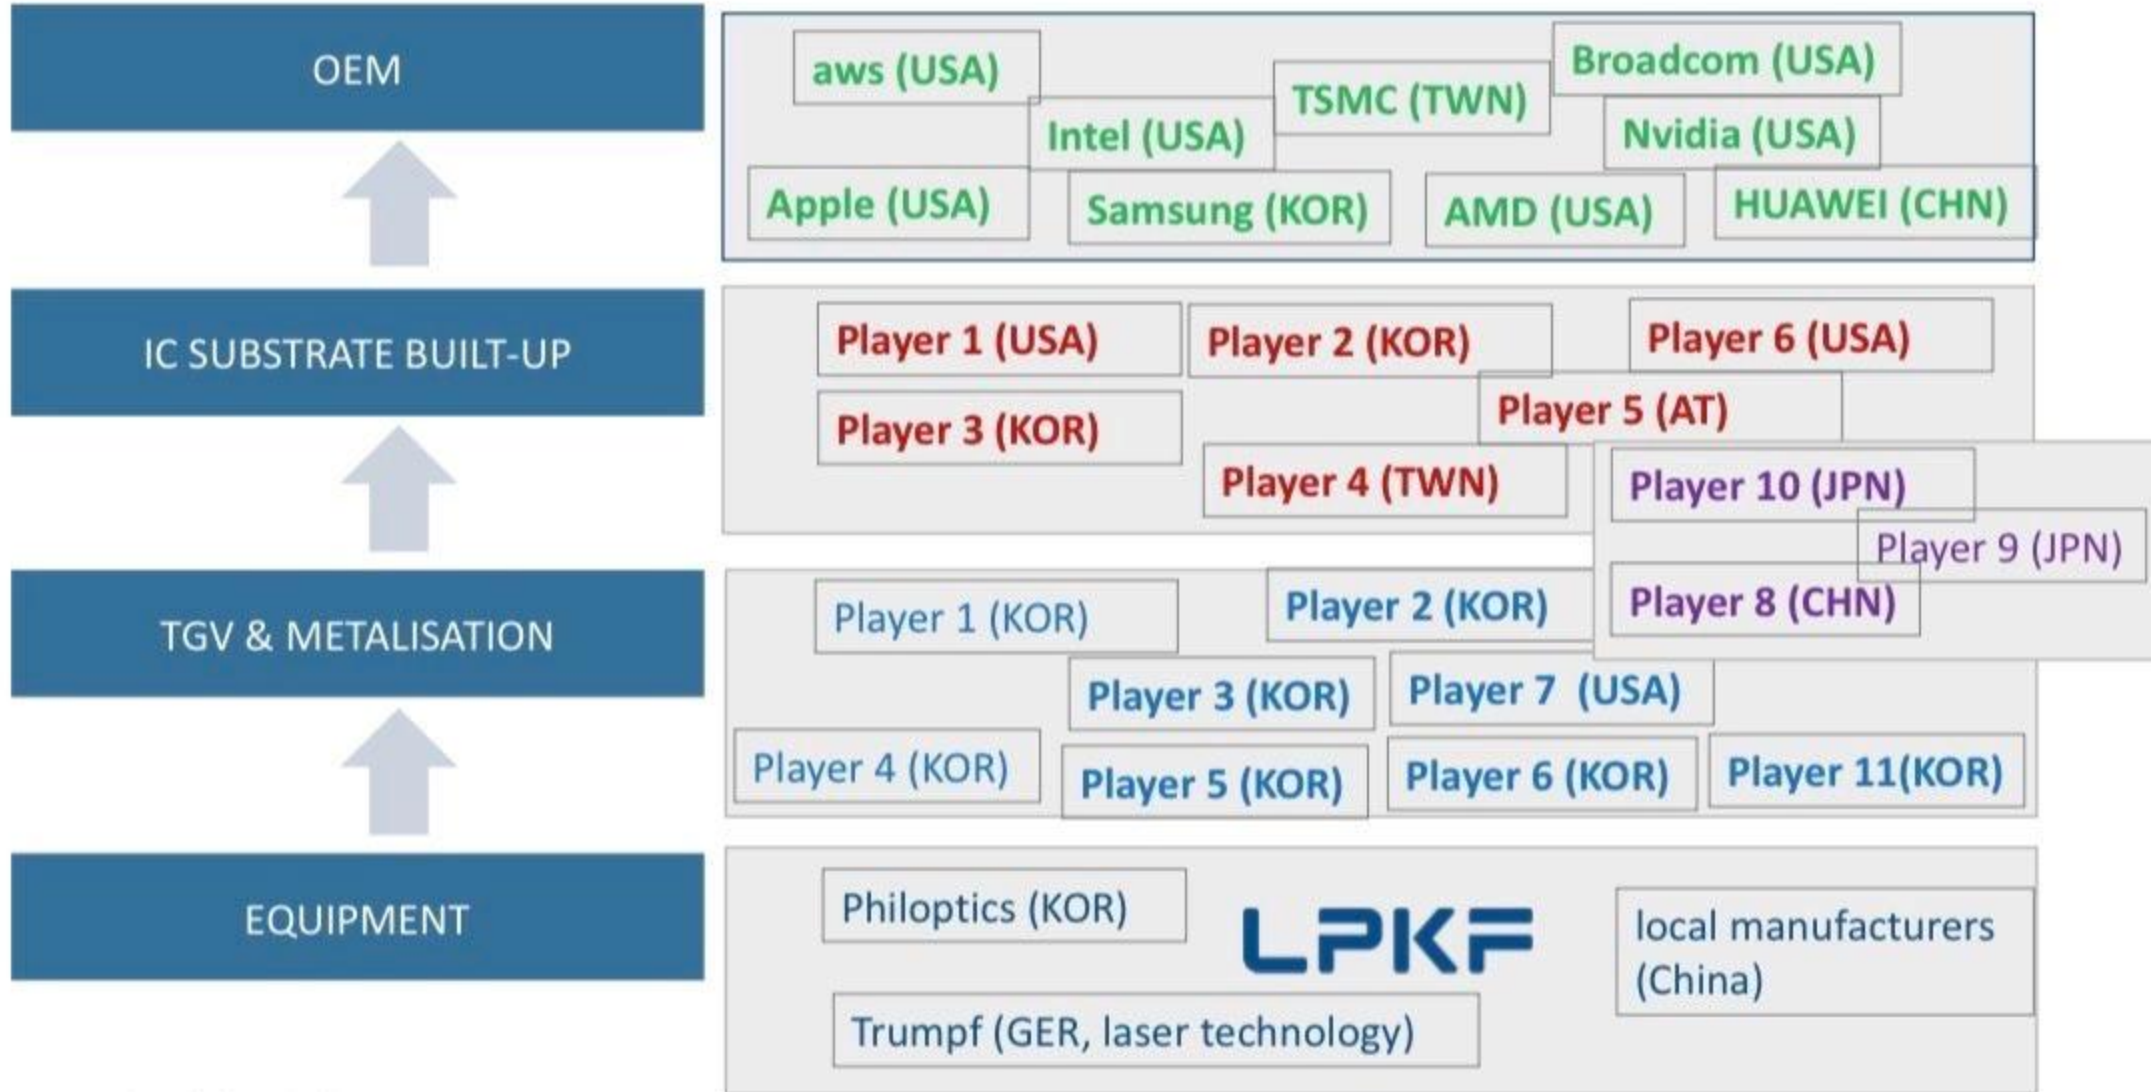 OEM
aws (USA)
Broadcom (USA)
TSMC (TWN)
Intel (USA)
Nvidia (USA)
Apple (USA)
Samsung (KOR)
AMD (USA)
HUAWEI (CHN)
IC SUBSTRATE BUILT-UP
Player 1 (USA)
Player 2 (KOR)
Player 6 (USA)
Player 3 (KOR)
Player 5 (AT)
Player 4 (TWN)
Player 10 (JPN)
Player 9 (JPN)
Player 8 (CHN)
TGV & METALISATION
Player 1 (KOR)
Player 2 (KOR)
Player 3 (KOR)
Player 7 (USA)
Player 4 (KOR)
Player 5 (KOR)
Player 6 (KOR)
Player 11(KOR)
EQUIPMENT
Philoptics (KOR)
LPKF
local manufacturers
(China)
Trumpf (GER, laser technology)